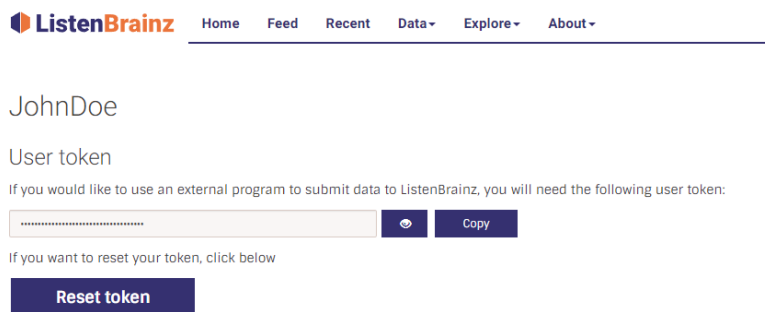 ListenBrainz Home Feed Recent Data Explore About
JohnDoe
User token
If you would like to use an external program to submit data to ListenBrainz, you will need the following user token:
Copy
If you want to reset your token, click below
Reset token